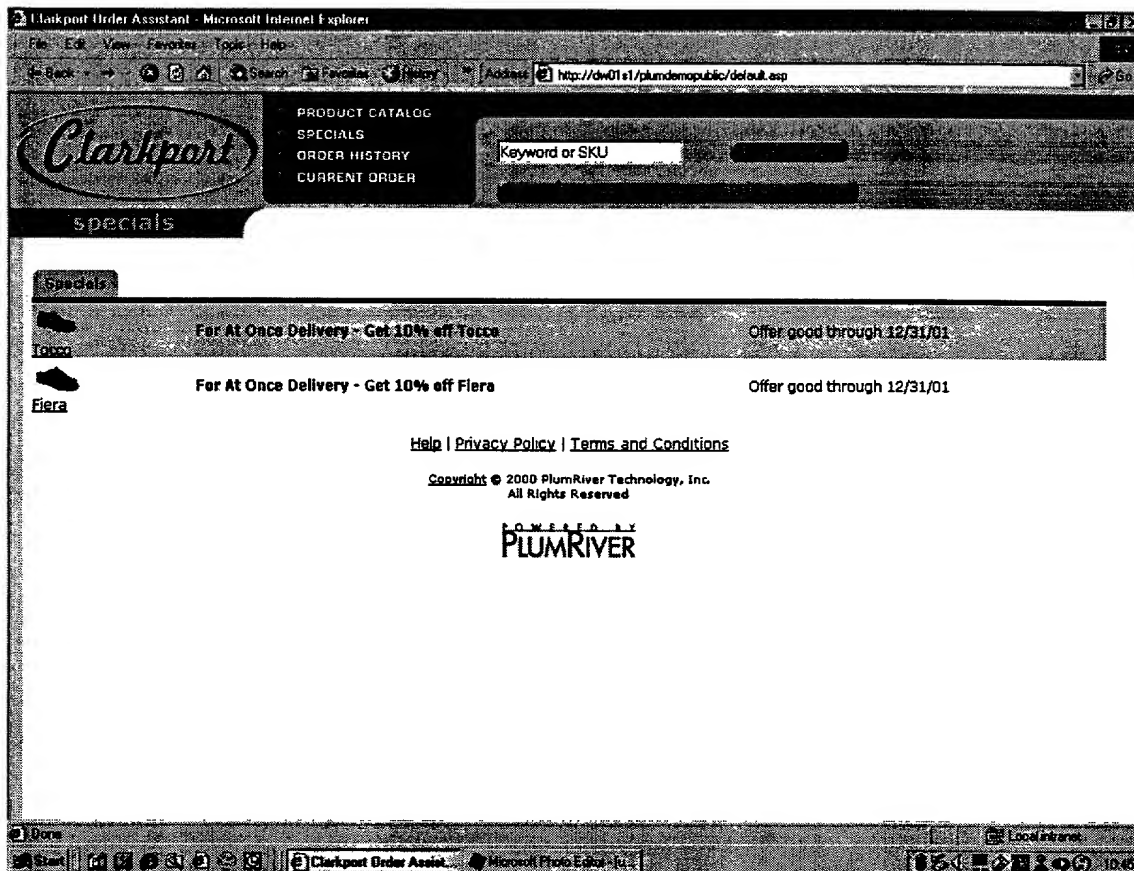 Clarkport Order Assistant - Microsoft Internet Explorer
File Edit View Favorites Tools Help
Back Search Favorites History Address http://dw01s1/plumdemopublic/default.asp Go
Clarkport
PRODUCT CATALOG
SPECIALS
ORDER HISTORY
CURRENT ORDER
Keyword or SKU
specials
Specials
For At Once Delivery - Get 10% off Tocco Offer good through 12/31/01
Tocco
For At Once Delivery - Get 10% off Fiera Offer good through 12/31/01
Fiera
Help | Privacy Policy | Terms and Conditions
Copyright © 2000 PlumRiver Technology, Inc.
All Rights Reserved
POWERED BY
PLUMRIVER
Done Local intranet
Start Clarkport Order Assist... Microsoft Photo Editor - [u... 10:45